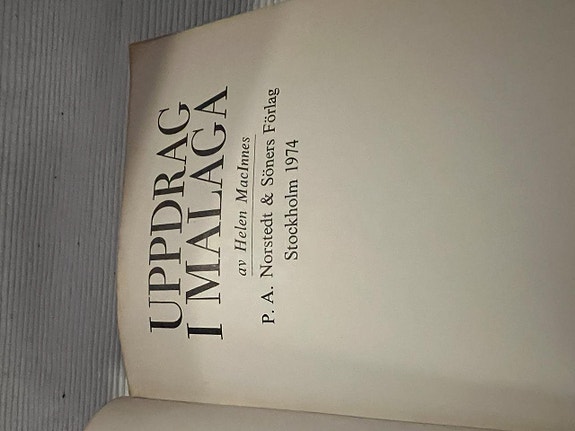 UPPDRAG
I MALAGA
av Helen MacInnes
P. A. Norstedt & Söners Förlag
Stockholm 1974